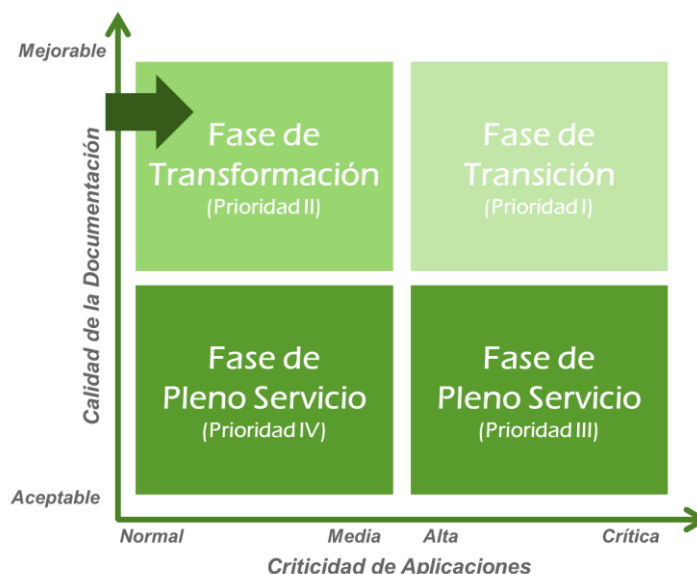 Mejorable
Calidad de la Documentación
Aceptable
Fase de
Transformación
(Prioridad II)
Fase de
Transición
(Prioridad I)
Fase de
Pleno Servicio
(Prioridad IV)
Fase de
Pleno Servicio
(Prioridad III)
Normal
Media
Alta
Crítica
Criticidad de Aplicaciones